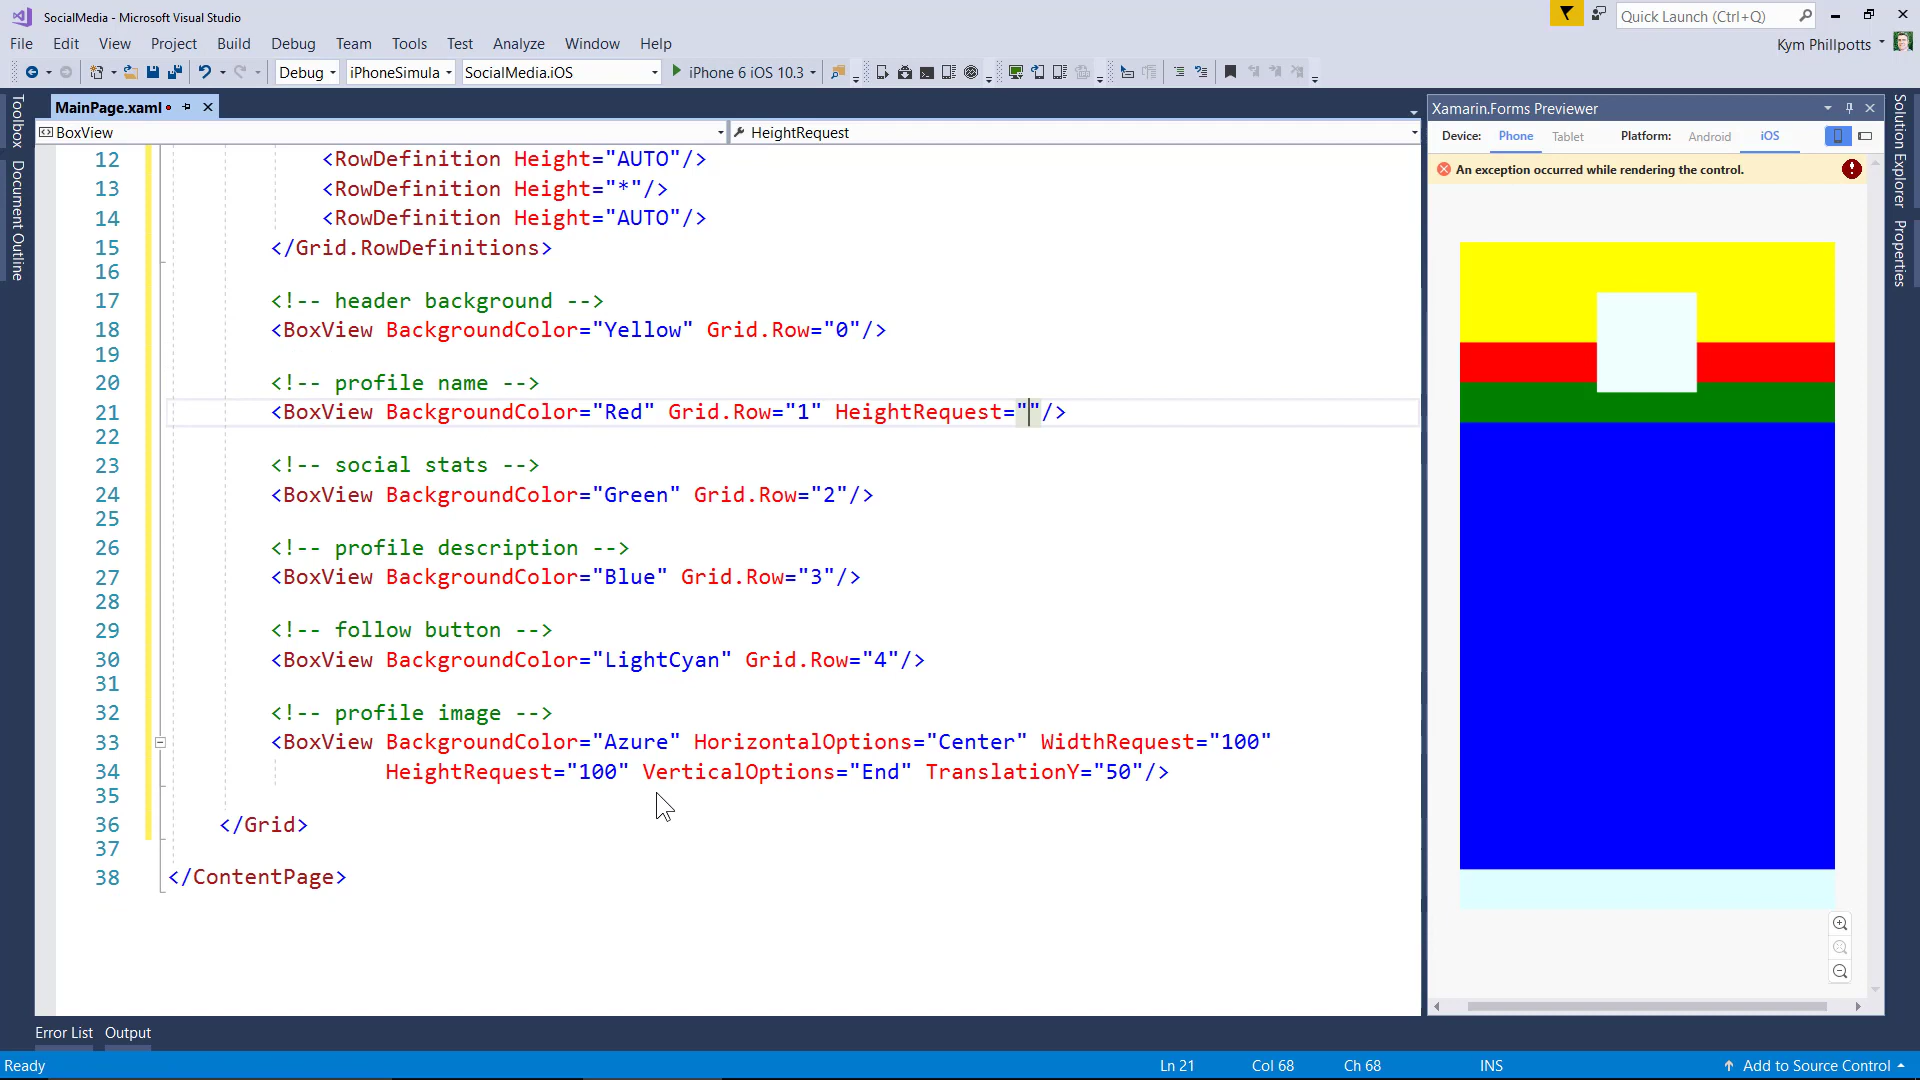 SocialMedia - Microsoft Visual Studio
Quick Launch (Ctrl+Q)
File Edit View Project Build Debug Team Tools Test Analyze Window Help
Kym Phillpotts
Debug iPhoneSimula SocialMedia.iOS iPhone 6 iOS 10.3
MainPage.xaml
BoxView HeightRequest
Toolbox
Document Outline
12 <RowDefinition Height="AUTO"/>
13 <RowDefinition Height="*"/>
14 <RowDefinition Height="AUTO"/>
15 </Grid.RowDefinitions>
16
17 <!-- header background -->
18 <BoxView BackgroundColor="Yellow" Grid.Row="0"/>
19
20 <!-- profile name -->
21 <BoxView BackgroundColor="Red" Grid.Row="1" HeightRequest=""/>
22
23 <!-- social stats -->
24 <BoxView BackgroundColor="Green" Grid.Row="2"/>
25
26 <!-- profile description -->
27 <BoxView BackgroundColor="Blue" Grid.Row="3"/>
28
29 <!-- follow button -->
30 <BoxView BackgroundColor="LightCyan" Grid.Row="4"/>
31
32 <!-- profile image -->
33 <BoxView BackgroundColor="Azure" HorizontalOptions="Center" WidthRequest="100"
34 HeightRequest="100" VerticalOptions="End" TranslationY="50"/>
35
36 </Grid>
37
38 </ContentPage>
Xamarin.Forms Previewer
Device: Phone Tablet Platform: Android iOS
An exception occurred while rendering the control.
Solution Explorer
Properties
Error List Output
Ready Ln 21 Col 68 Ch 68 INS Add to Source Control